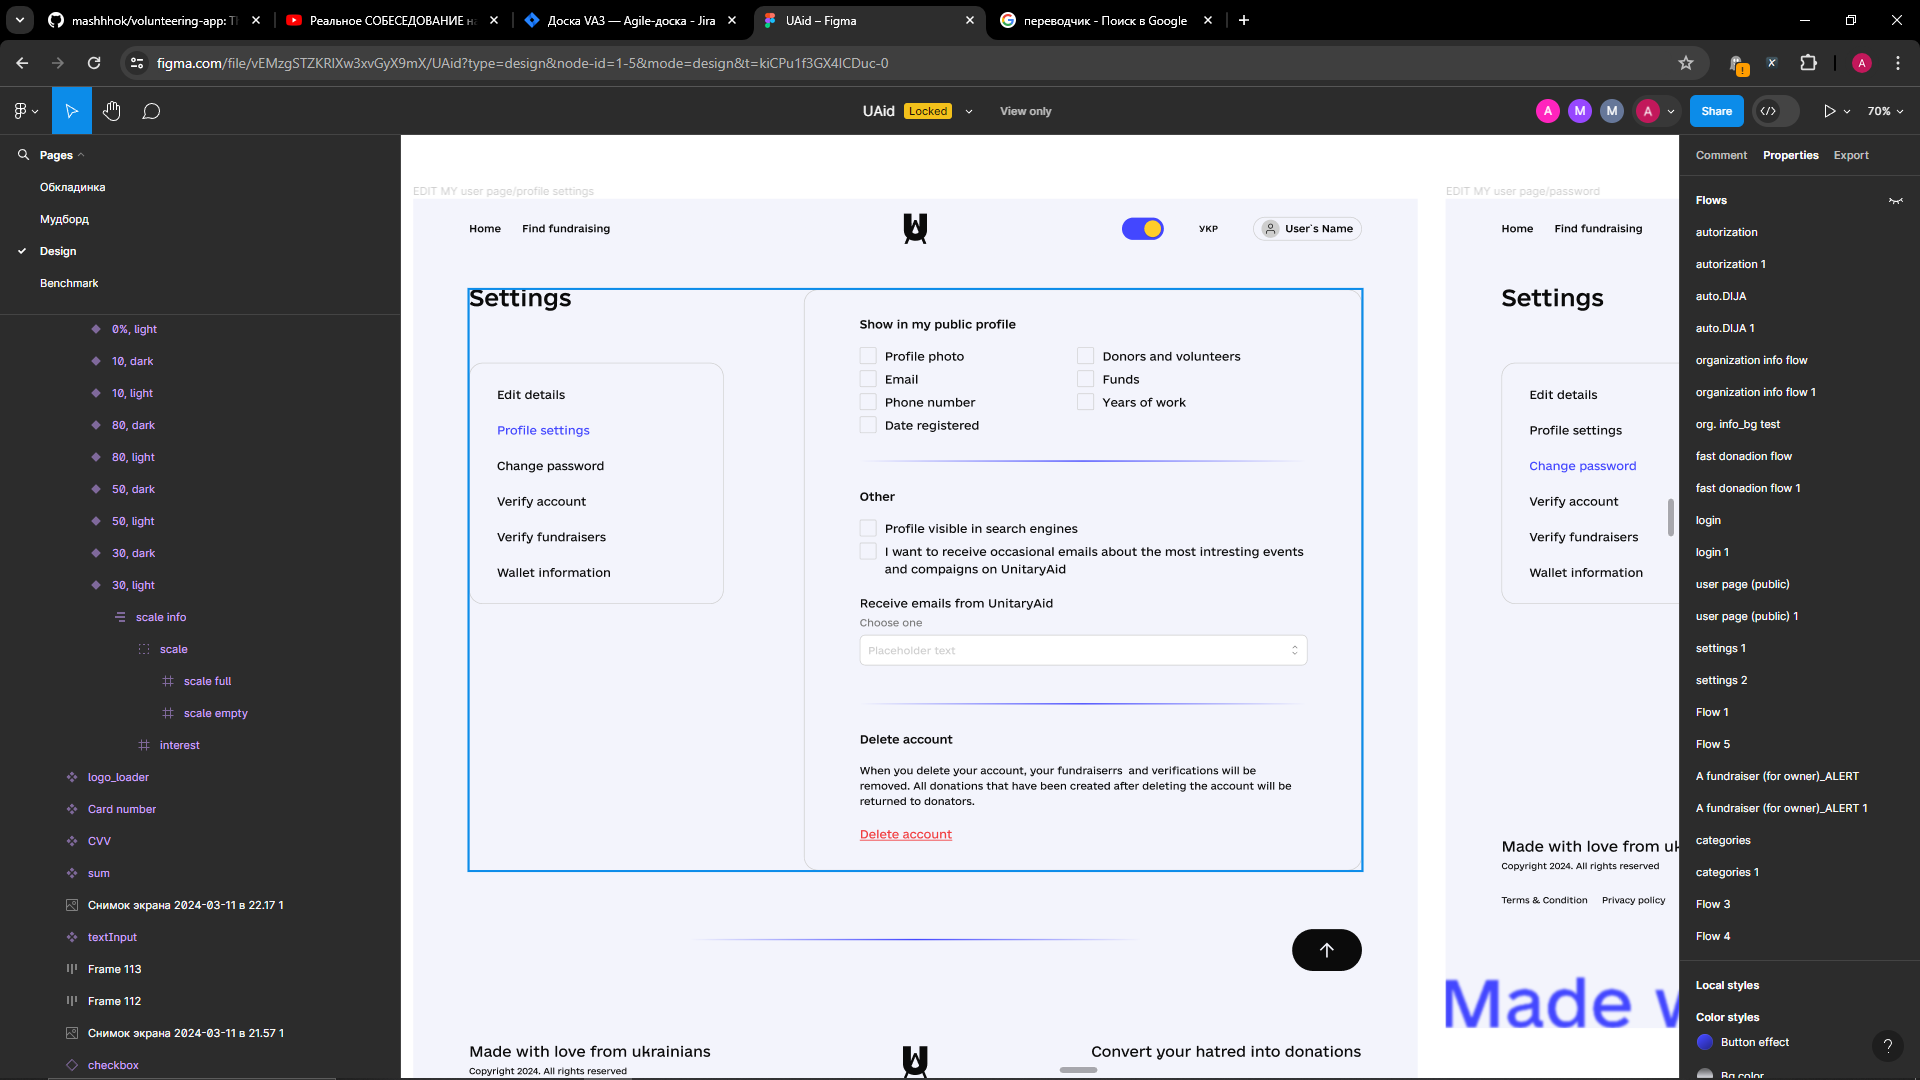 mashhhok/volunteering-app: T
Реальное СОБЕСЕДОВАНИЕ на
Доска VA3 — Agile-доска - Jira
UAid – Figma
переводчик - Поиск в Google
figma.com/file/vEMzgSTZKRIXw3xvGyX9mX/UAid?type=design&node-id=1-5&mode=design&t=kiCPu1f3GX4ICDuc-0
A
UAid
Locked
View only
A
M
M
A
Share
70%
Pages
Обкладинка
Мудборд
Design
Benchmark
0%, light
10, dark
10, light
80, dark
80, light
50, dark
50, light
30, dark
30, light
scale info
scale
scale full
scale empty
interest
logo_loader
Card number
CVV
sum
Снимок экрана 2024-03-11 в 22.17 1
textInput
Frame 113
Frame 112
Снимок экрана 2024-03-11 в 21.57 1
checkbox
EDIT MY user page/profile settings
Home
Find fundraising
УКР
User`s Name
Settings
Edit details
Profile settings
Change password
Verify account
Verify fundraisers
Wallet information
Show in my public profile
Profile photo
Donors and volunteers
Email
Funds
Phone number
Years of work
Date registered
Other
Profile visible in search engines
I want to receive occasional emails about the most intresting events
and compaigns on UnitaryAid
Receive emails from UnitaryAid
Choose one
Placeholder text
Delete account
When you delete your account, your fundraiserrs and verifications will be
removed. All donations that have been created after deleting the account will be
returned to donators.
Delete account
Made with love from ukrainians
Copyright 2024. All rights reserved
Convert your hatred into donations
EDIT MY user page/password
Home
Find fundraising
Settings
Edit details
Profile settings
Change password
Verify account
Verify fundraisers
Wallet information
Made with love from uk
Copyright 2024. All rights reserved
Terms & Condition
Privacy policy
Made w
Comment
Properties
Export
Flows
autorization
autorization 1
auto.DIJA
auto.DIJA 1
organization info flow
organization info flow 1
org. info_bg test
fast donadion flow
fast donadion flow 1
login
login 1
user page (public)
user page (public) 1
settings 1
settings 2
Flow 1
Flow 5
A fundraiser (for owner)_ALERT
A fundraiser (for owner)_ALERT 1
categories
categories 1
Flow 3
Flow 4
Local styles
Color styles
Button effect
Bg color
?